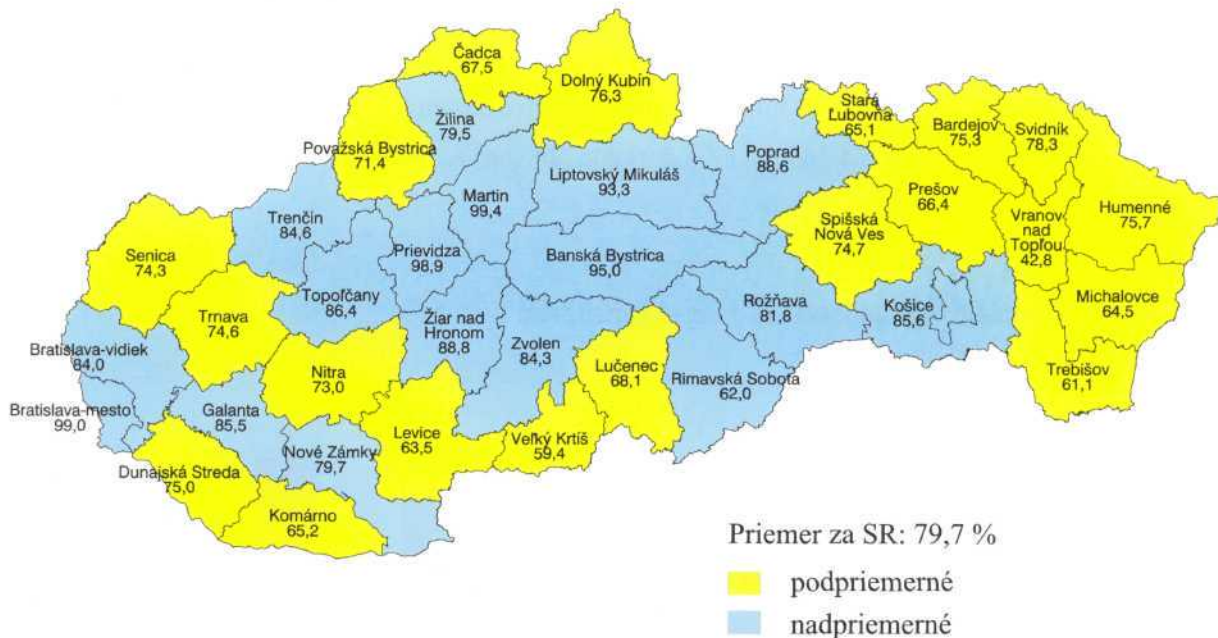 Čadca
67,5
Dolný Kubín
76,3
Stará
Ľubovňa
65,1
Bardejov
75,3
Svidník
78,3
Žilina
79,5
Považská Bystrica
71,4
Poprad
88,6
Liptovský Mikuláš
93,3
Martin
99,4
Prešov
66,4
Humenné
75,7
Trenčín
84,6
Spišská
Nová Ves
74,7
Vranov
nad
Topľou
42,8
Prievidza
98,9
Banská Bystrica
95,0
Senica
74,3
Topoľčany
86,4
Rožňava
81,8
Košice
85,6
Michalovce
64,5
Trnava
74,6
Žiar nad
Hronom
88,8
Zvolen
84,3
Bratislava-vidiek
84,0
Lučenec
68,1
Nitra
73,0
Rimavská Sobota
62,0
Trebišov
61,1
Bratislava-mesto
99,0
Galanta
85,5
Levice
63,5
Veľký Krtíš
59,4
Nové Zámky
79,7
Dunajská Streda
75,0
Komárno
65,2
Priemer za SR: 79,7 %
podpriemerné
nadpriemerné